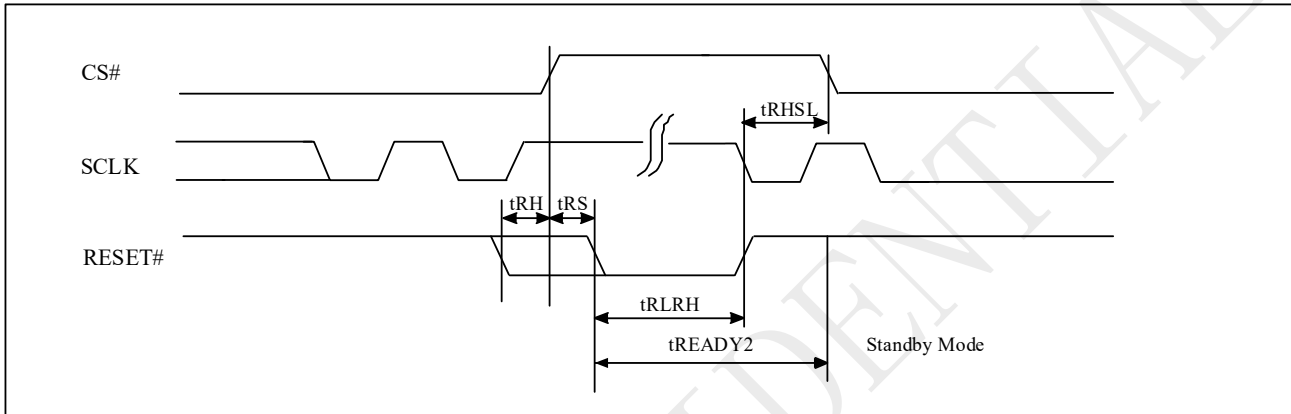 CS#
tRHSL
SCLK
tRH tRS
RESET#
tRLRH
tREADY2 Standby Mode